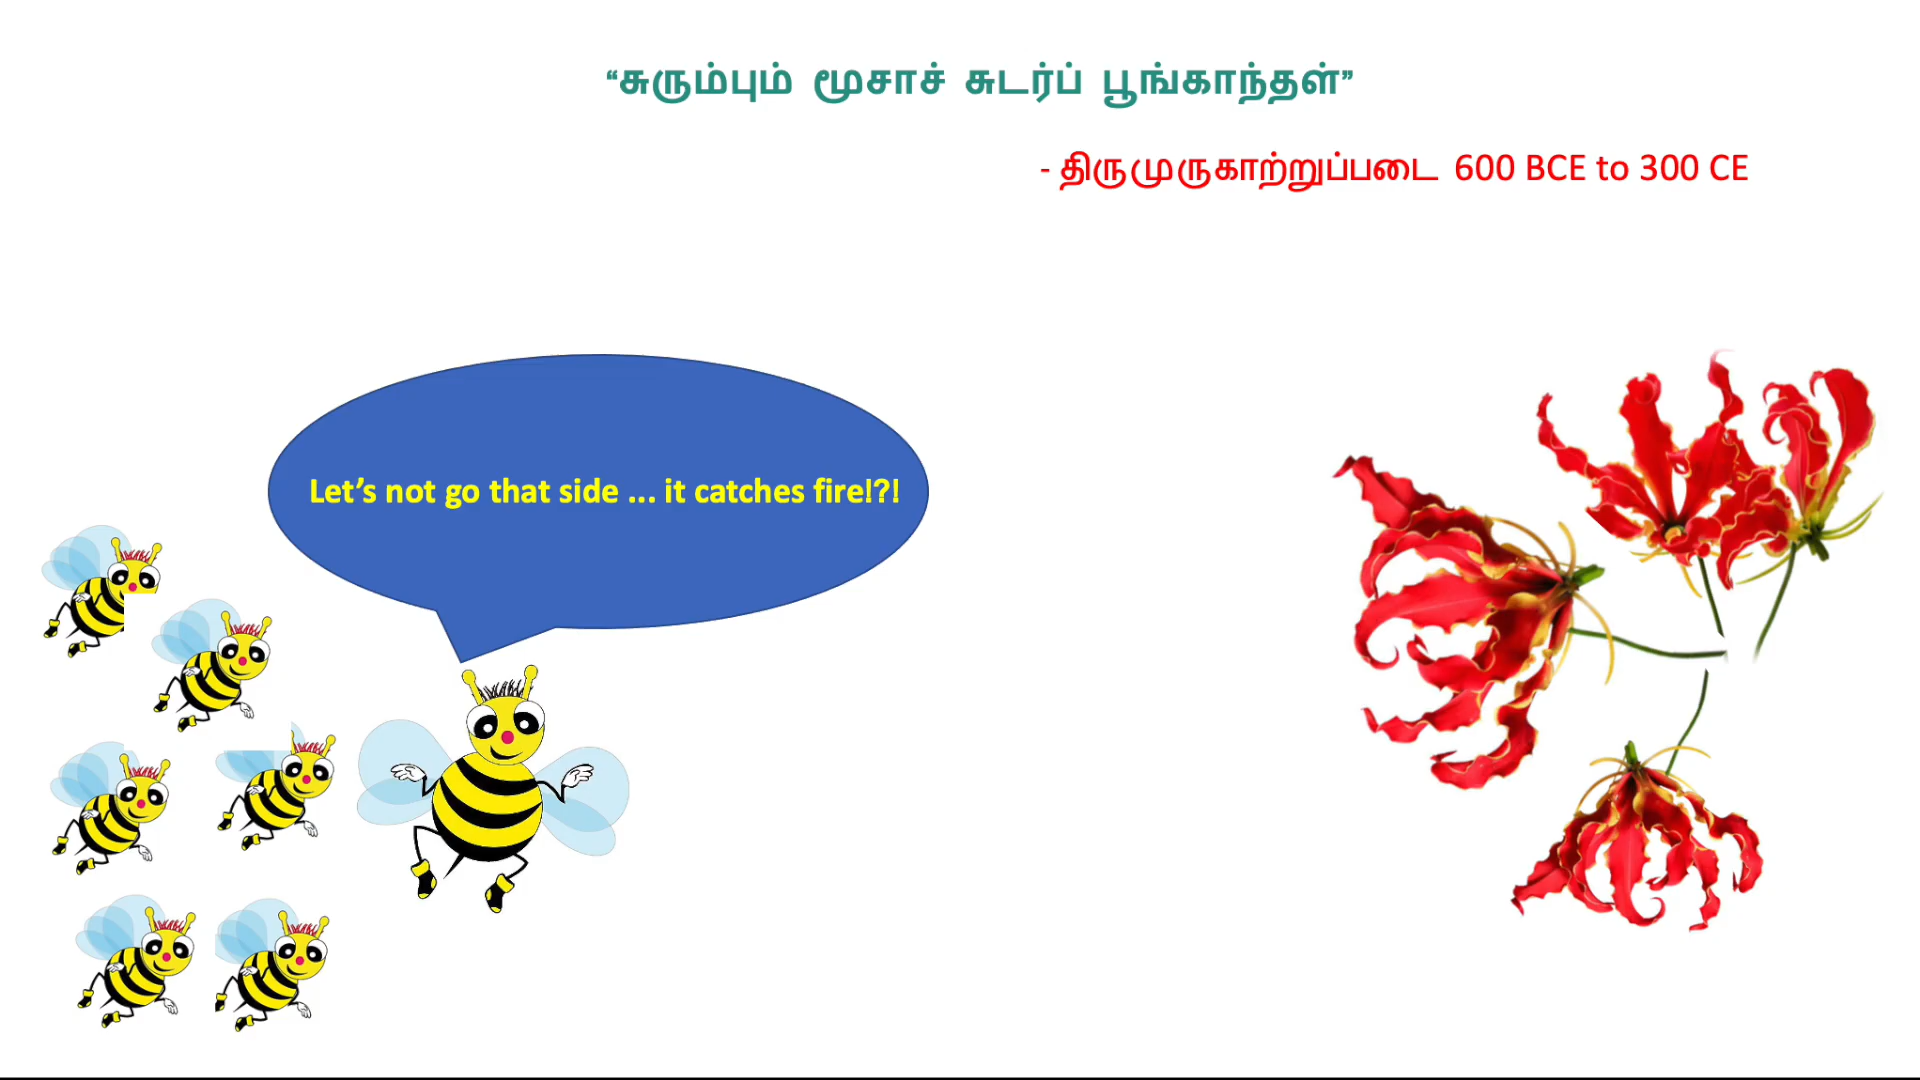 “சுரும்பும் மூசாச் சுடர்ப் பூங்காந்தள்”
- திருமுருகாற்றுப்படை 600 BCE to 300 CE
Let’s not go that side ... it catches fire!?!